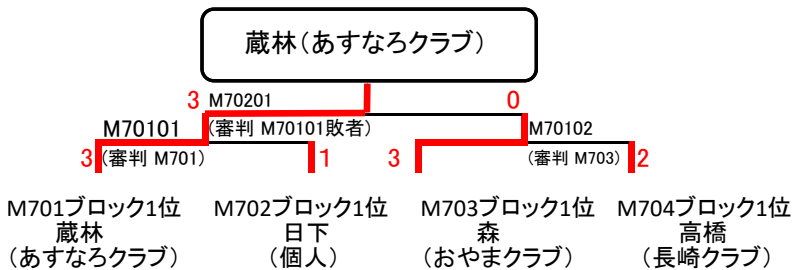 蔵林(あすなろクラブ)
3 M70201 0
M70101 (審判 M70101敗者) M70102
3 (審判 M701) 1 3 (審判 M703) 2
M701ブロック1位 M702ブロック1位 M703ブロック1位 M704ブロック1位
蔵林 日下 森 高橋
(あすなろクラブ) (個人) (おやまクラブ) (長崎クラブ)